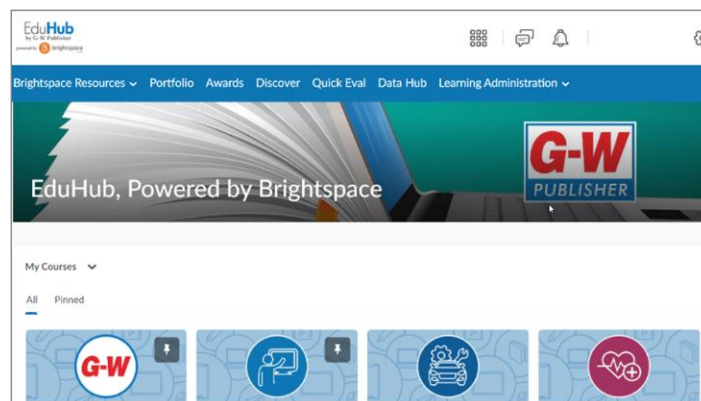 EduHub
by G-W Publisher
powered by brightspace
Brightspace Resources Portfolio Awards Discover Quick Eval Data Hub Learning Administration
G-W
PUBLISHER
EduHub, Powered by Brightspace
My Courses
All Pinned
G-W